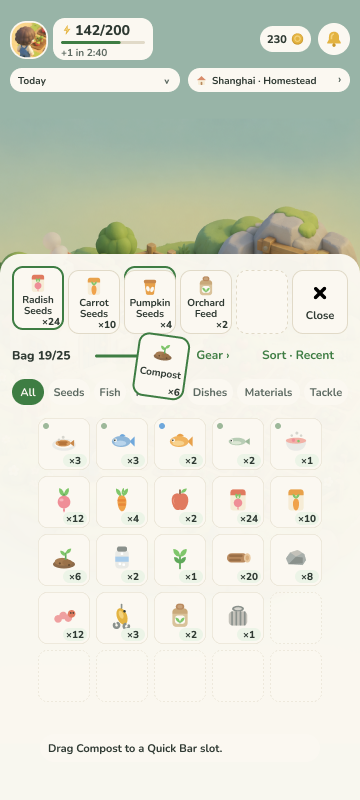 142/200
+1 in 2:40
230
Today
Shanghai · Homestead
Radish Seeds ×24
Carrot Seeds ×10
Pumpkin Seeds ×4
Orchard Feed ×2
Close
Bag 19/25
Gear ›
Sort · Recent
Compost ×6
All Seeds Fish Dishes Materials Tackle
×3 ×3 ×2 ×2 ×1
×12 ×4 ×2 ×24 ×10
×6 ×2 ×1 ×20 ×8
×12 ×3 ×2 ×1
Drag Compost to a Quick Bar slot.